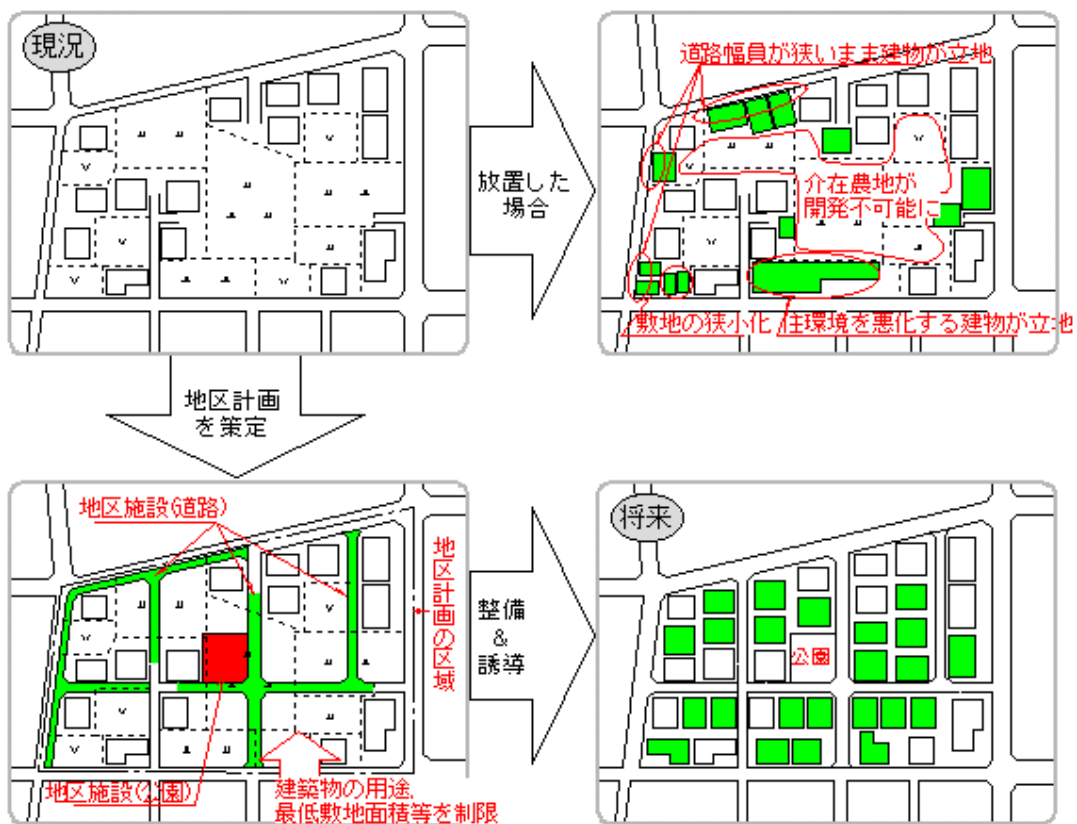 現況
道路幅員が狭いまま建物が立地
放置した
場合
介在農地が
開発不可能に
敷地の狭小化
住環境を悪化する建物が立地
地区計画
を策定
地区施設(道路)
地区計画の区域
地区施設(公園)
建築物の用途,
最低敷地面積等を制限
整備
&
誘導
将来
公園